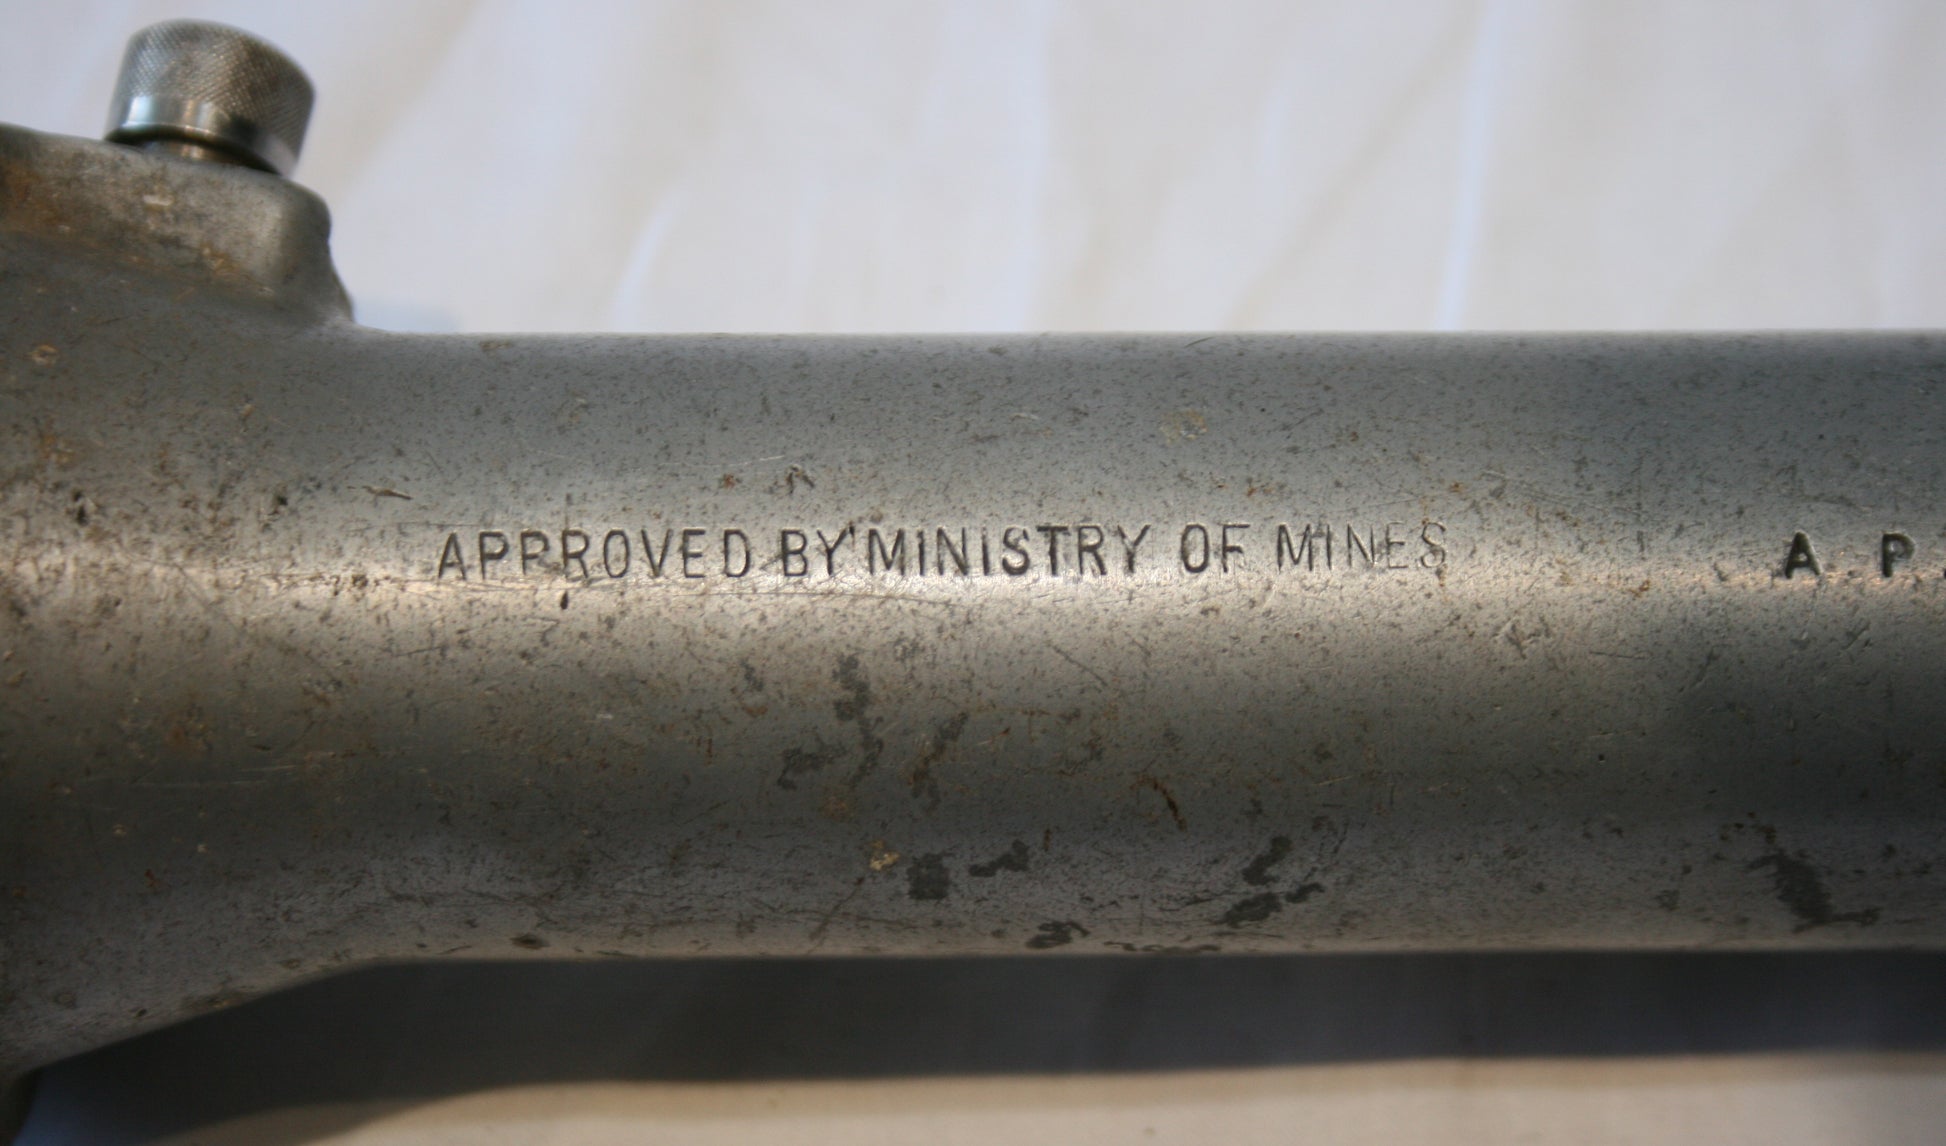 APPROVED BY MINISTRY OF MINES A. P.